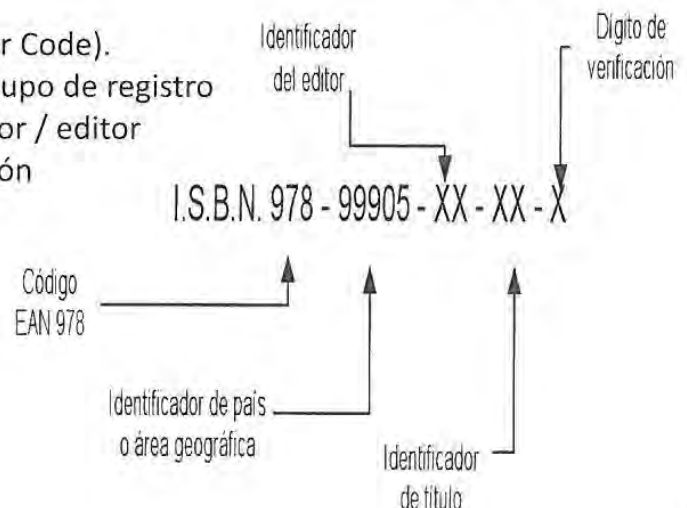 r Code).
upo de registro
or / editor
ón
Identificador
del editor
Dígito de
verificación
I.S.B.N. 978 - 99905 - XX - XX - X
Código
EAN 978
Identificador de pais
o área geográfica
Identificador
de título